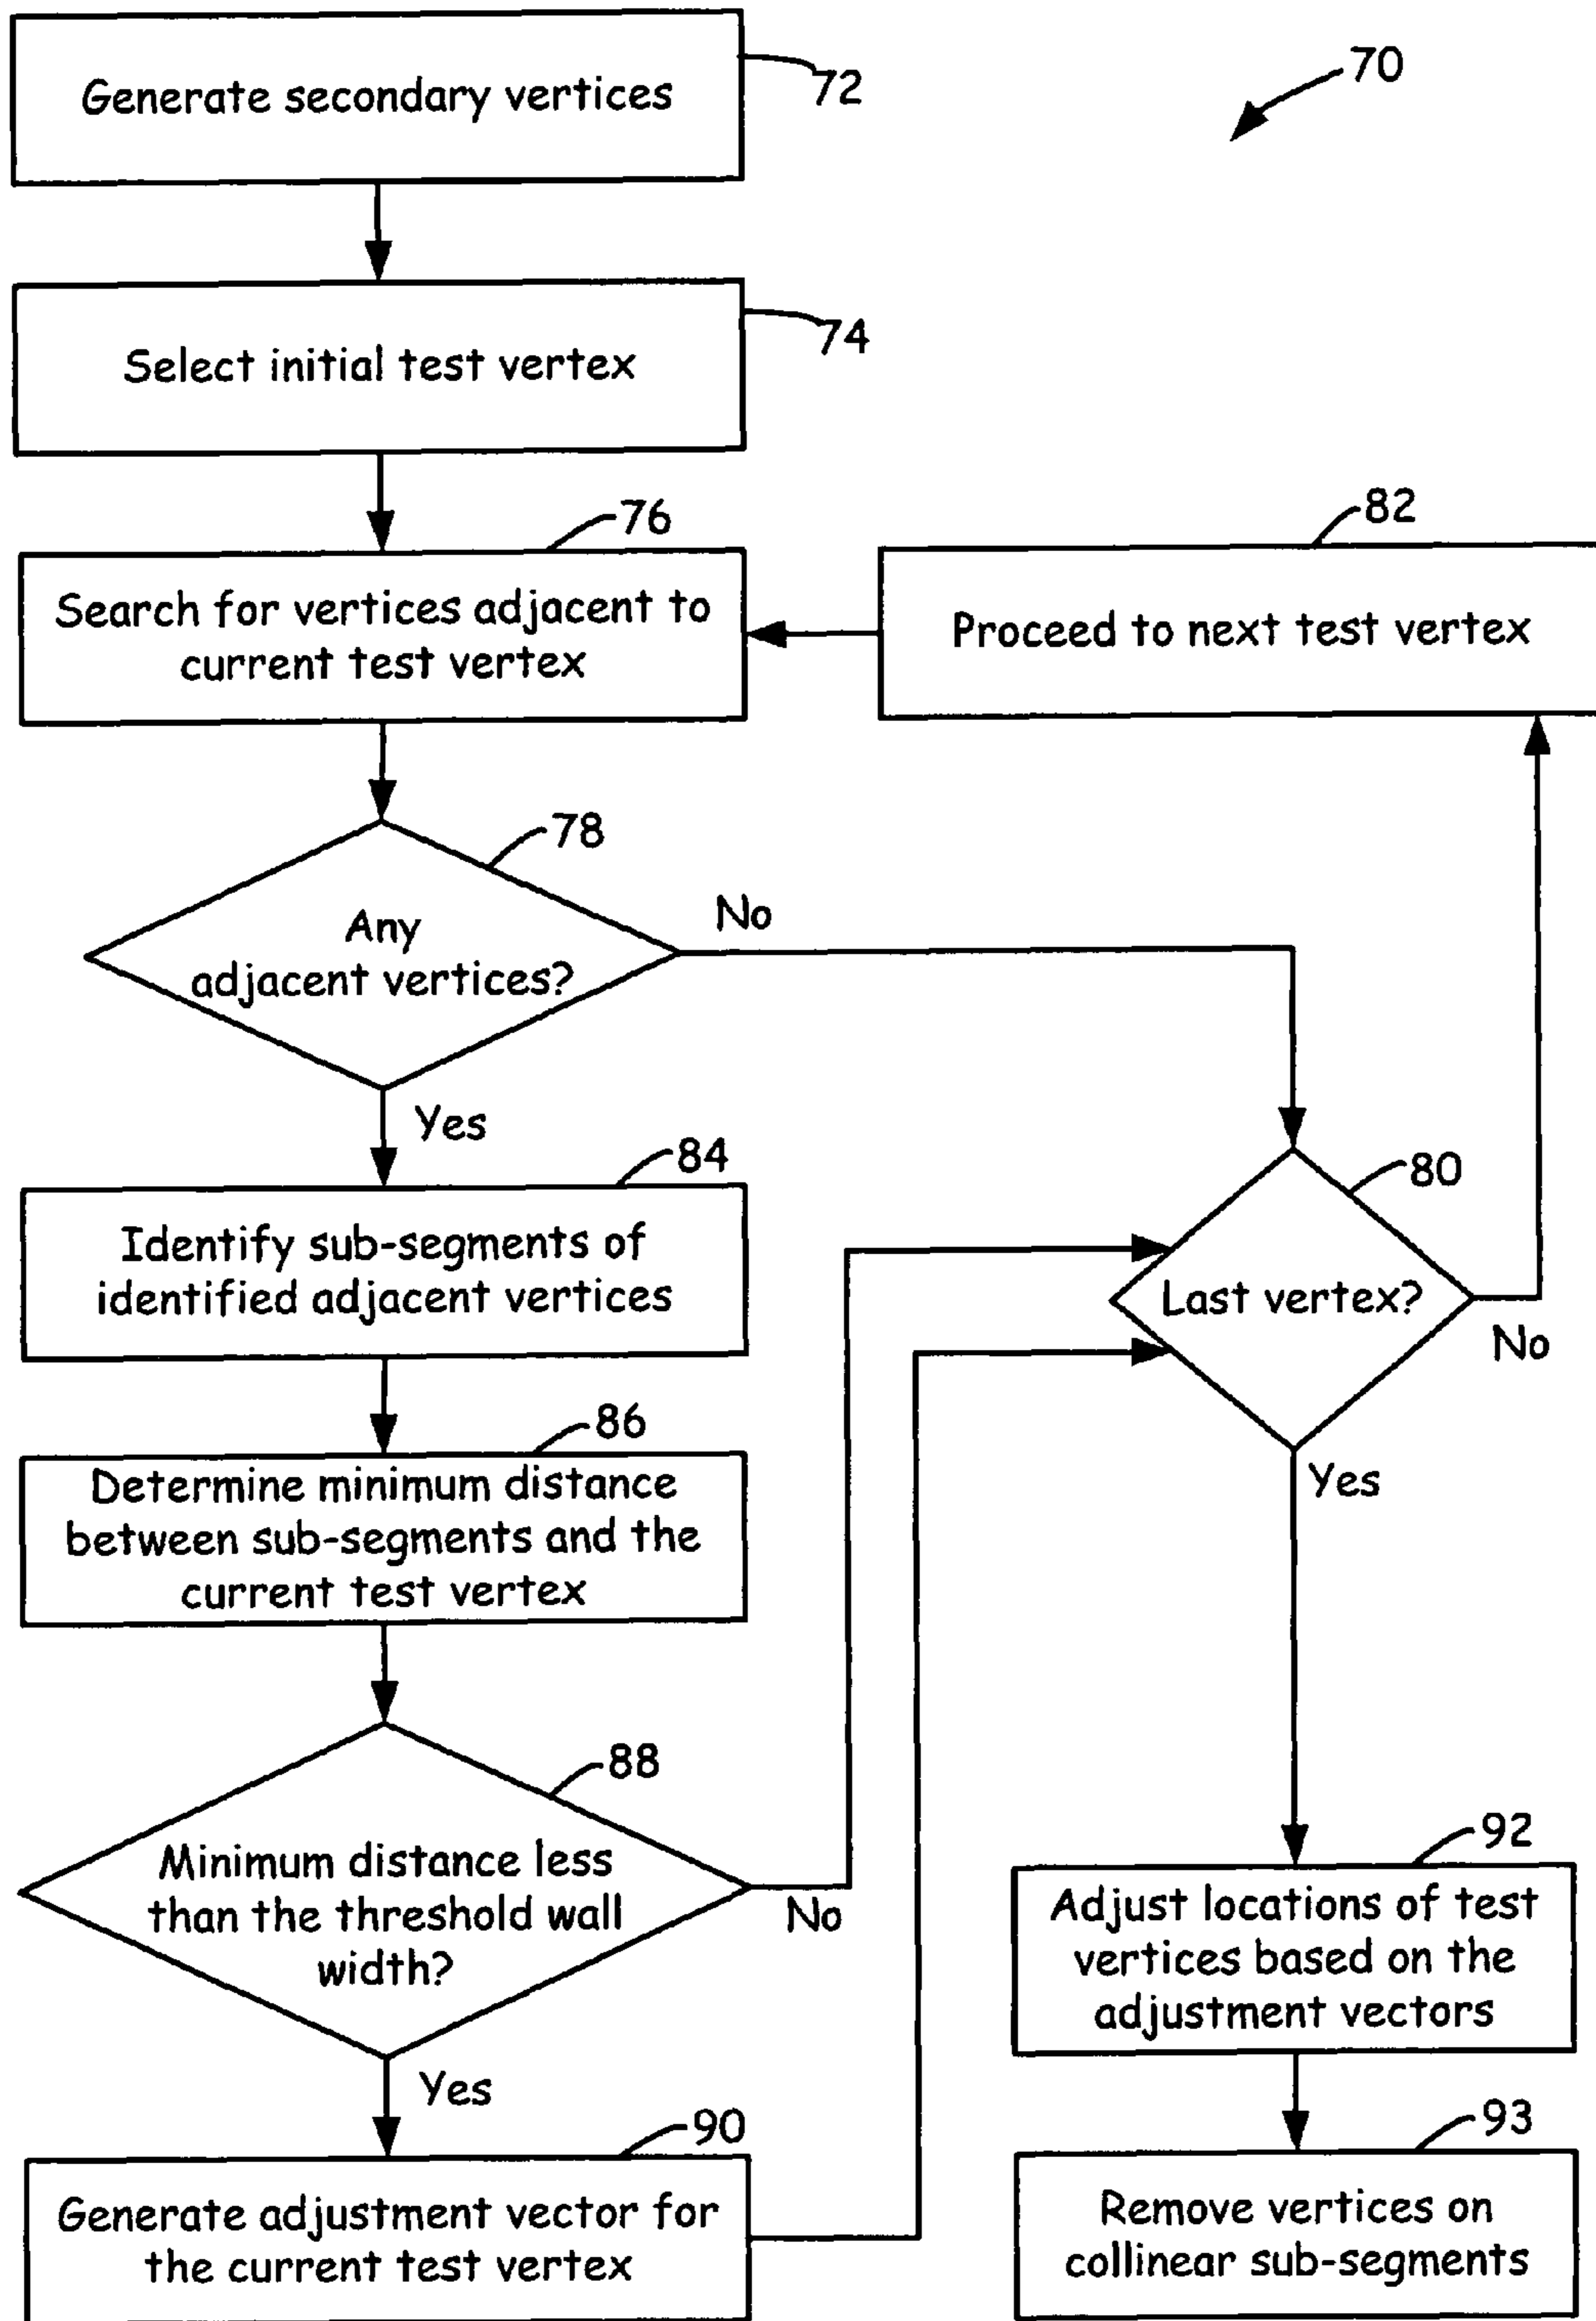 Generate secondary vertices
72
70
Select initial test vertex
74
76
Search for vertices adjacent to
current test vertex
82
Proceed to next test vertex
78
Any
adjacent vertices?
No
Yes
84
Identify sub-segments of
identified adjacent vertices
80
Last vertex?
No
Yes
86
Determine minimum distance
between sub-segments and the
current test vertex
88
Minimum distance less
than the threshold wall
width?
No
Yes
90
Generate adjustment vector for
the current test vertex
92
Adjust locations of test
vertices based on the
adjustment vectors
93
Remove vertices on
collinear sub-segments